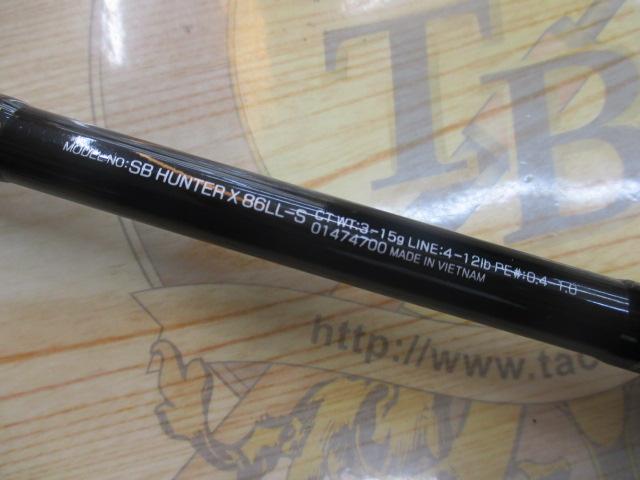 TB
MODEL NO:SB HUNTER X 86LL-S CT WT:3-15g LINE:4-12lb PE#:0.4-1.0
01474700 MADE IN VIETNAM
http://www.tac